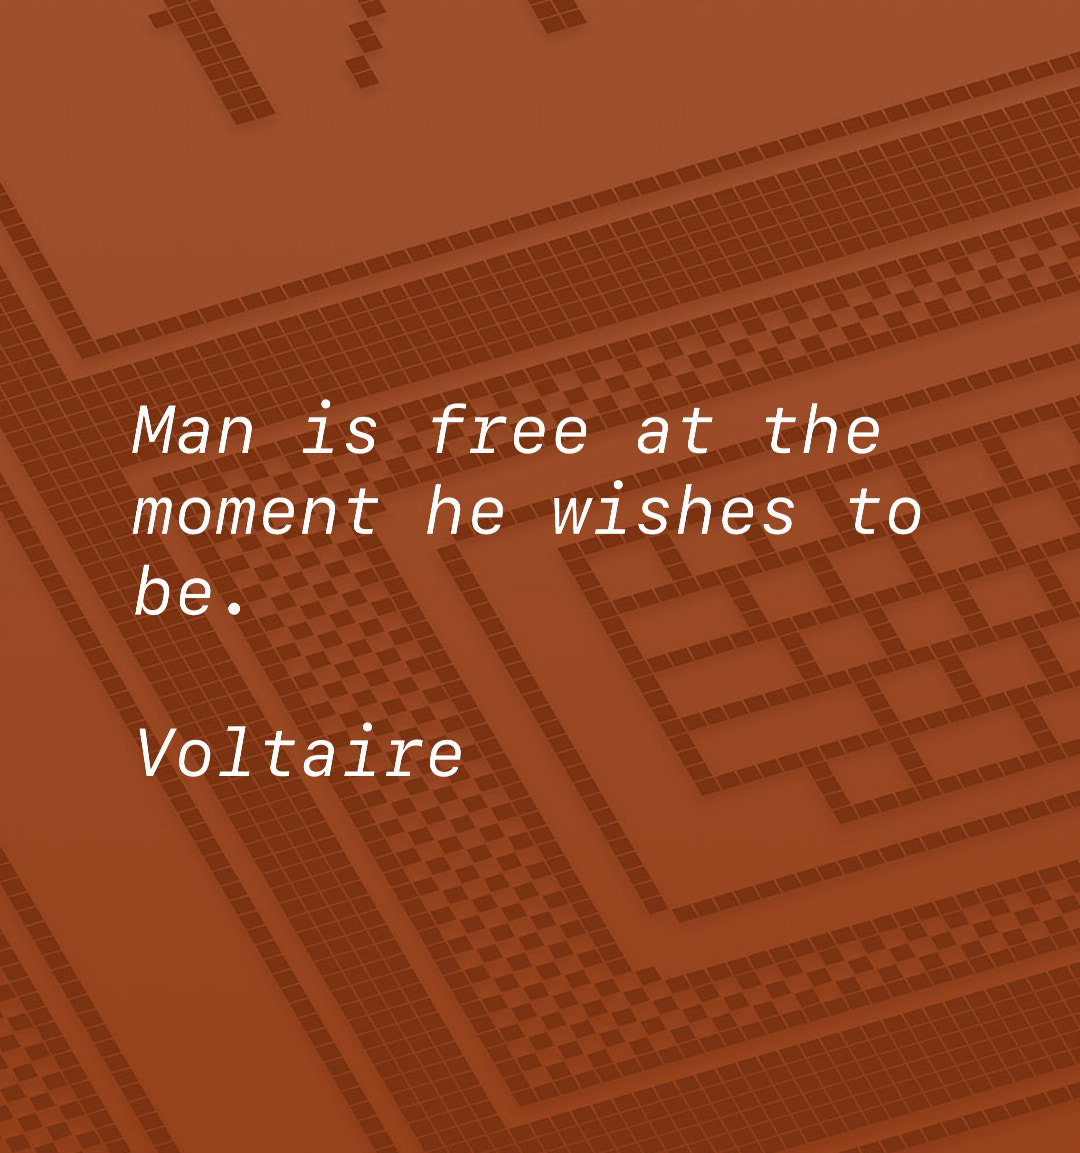 Man is free at the
moment he wishes to
be.
Voltaire